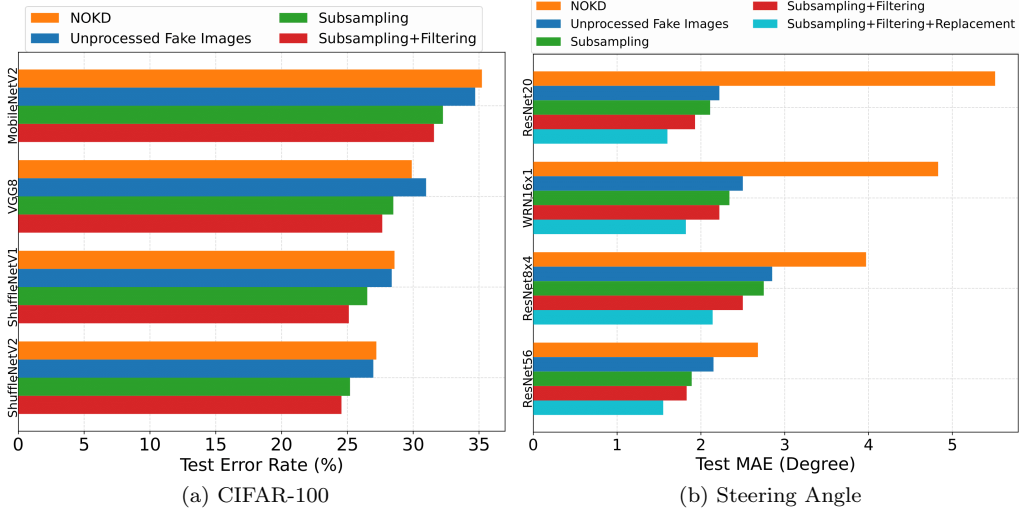 NOKD
Unprocessed Fake Images
Subsampling
Subsampling+Filtering
MobileNetV2
VGG8
ShuffleNetV1
ShuffleNetV2
0 5 10 15 20 25 30 35
Test Error Rate (%)
(a) CIFAR-100
NOKD
Unprocessed Fake Images
Subsampling
Subsampling+Filtering
Subsampling+Filtering+Replacement
ResNet20
WRN16x1
ResNet8x4
ResNet56
0 1 2 3 4 5
Test MAE (Degree)
(b) Steering Angle